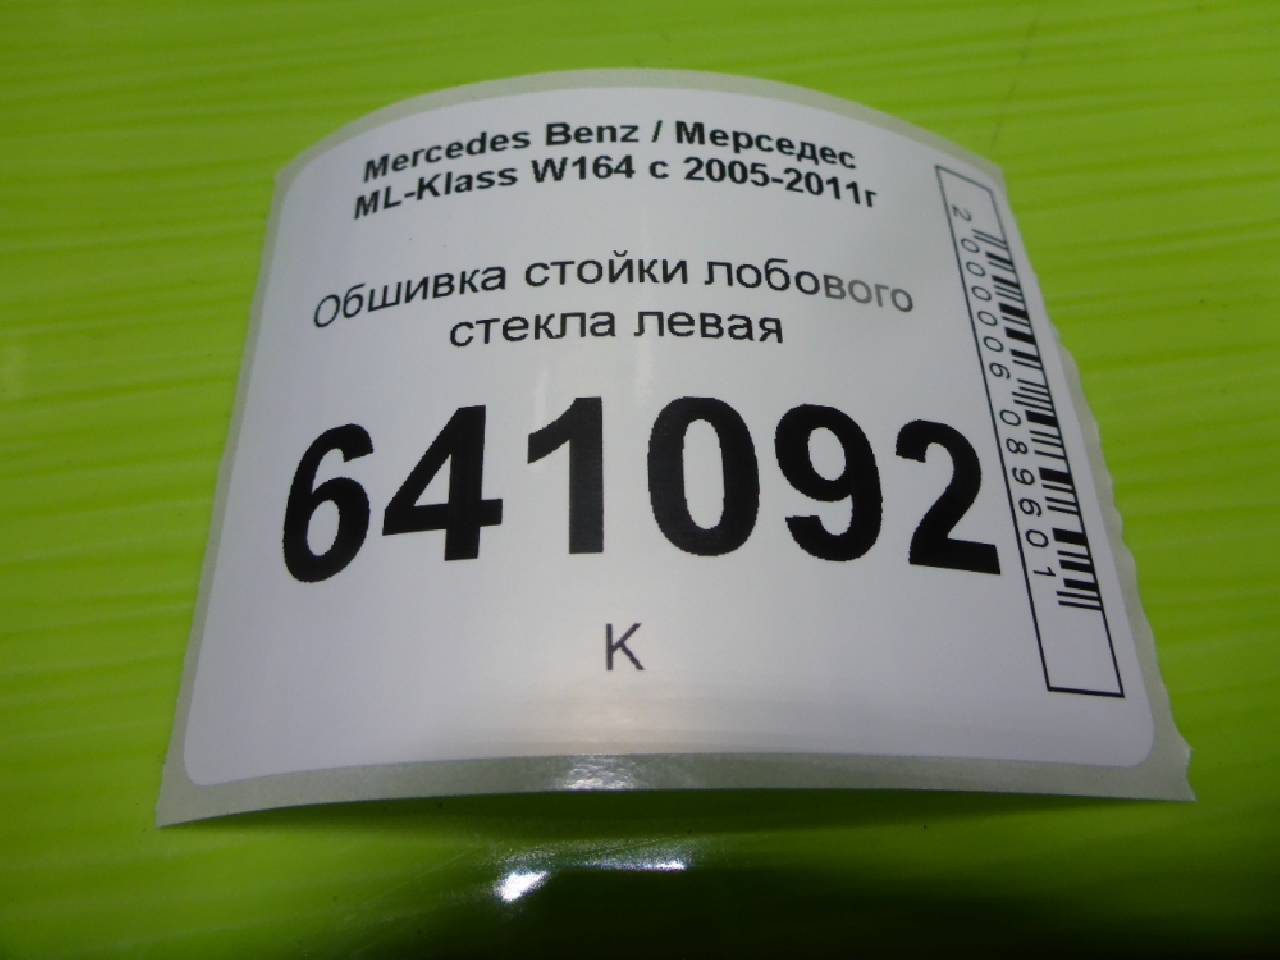 Mercedes Benz / Мерседес
ML-Klass W164 с 2005-2011г
Обшивка стойки лобового
стекла левая
641092
К
2000006089601